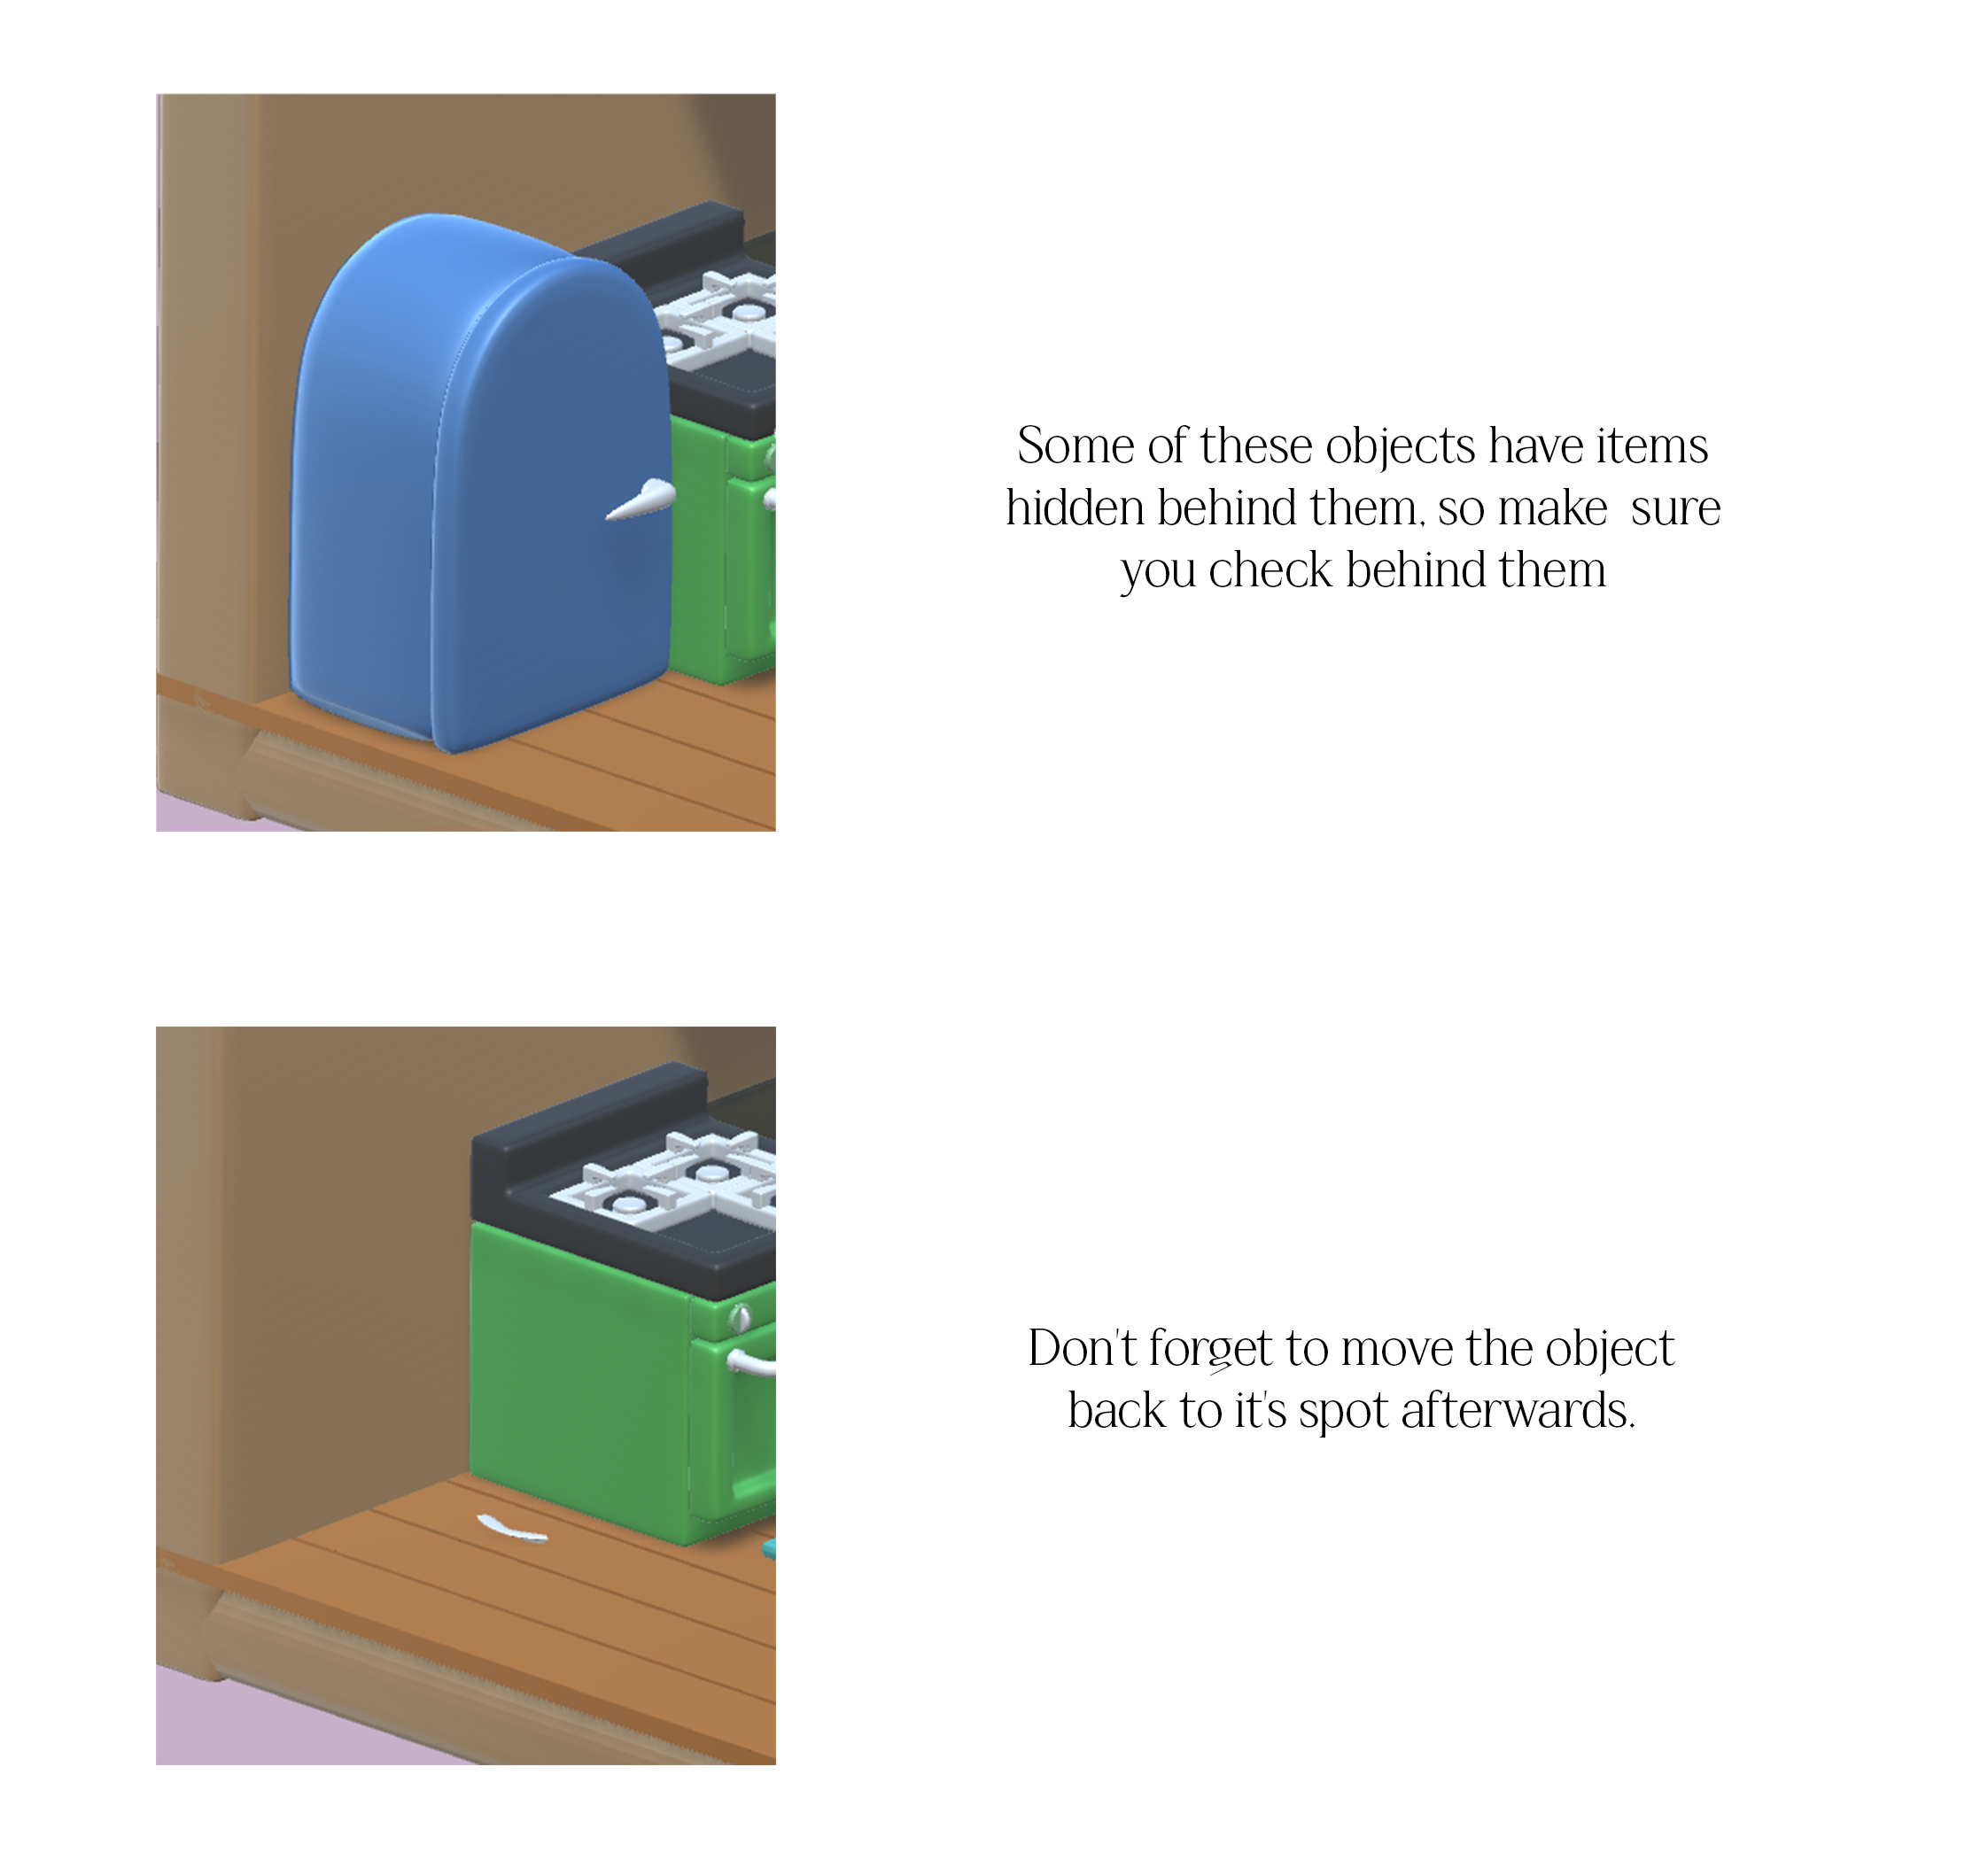 Some of these objects have items
hidden behind them, so make  sure
you check behind them
Don't forget to move the object
back to it's spot afterwards.